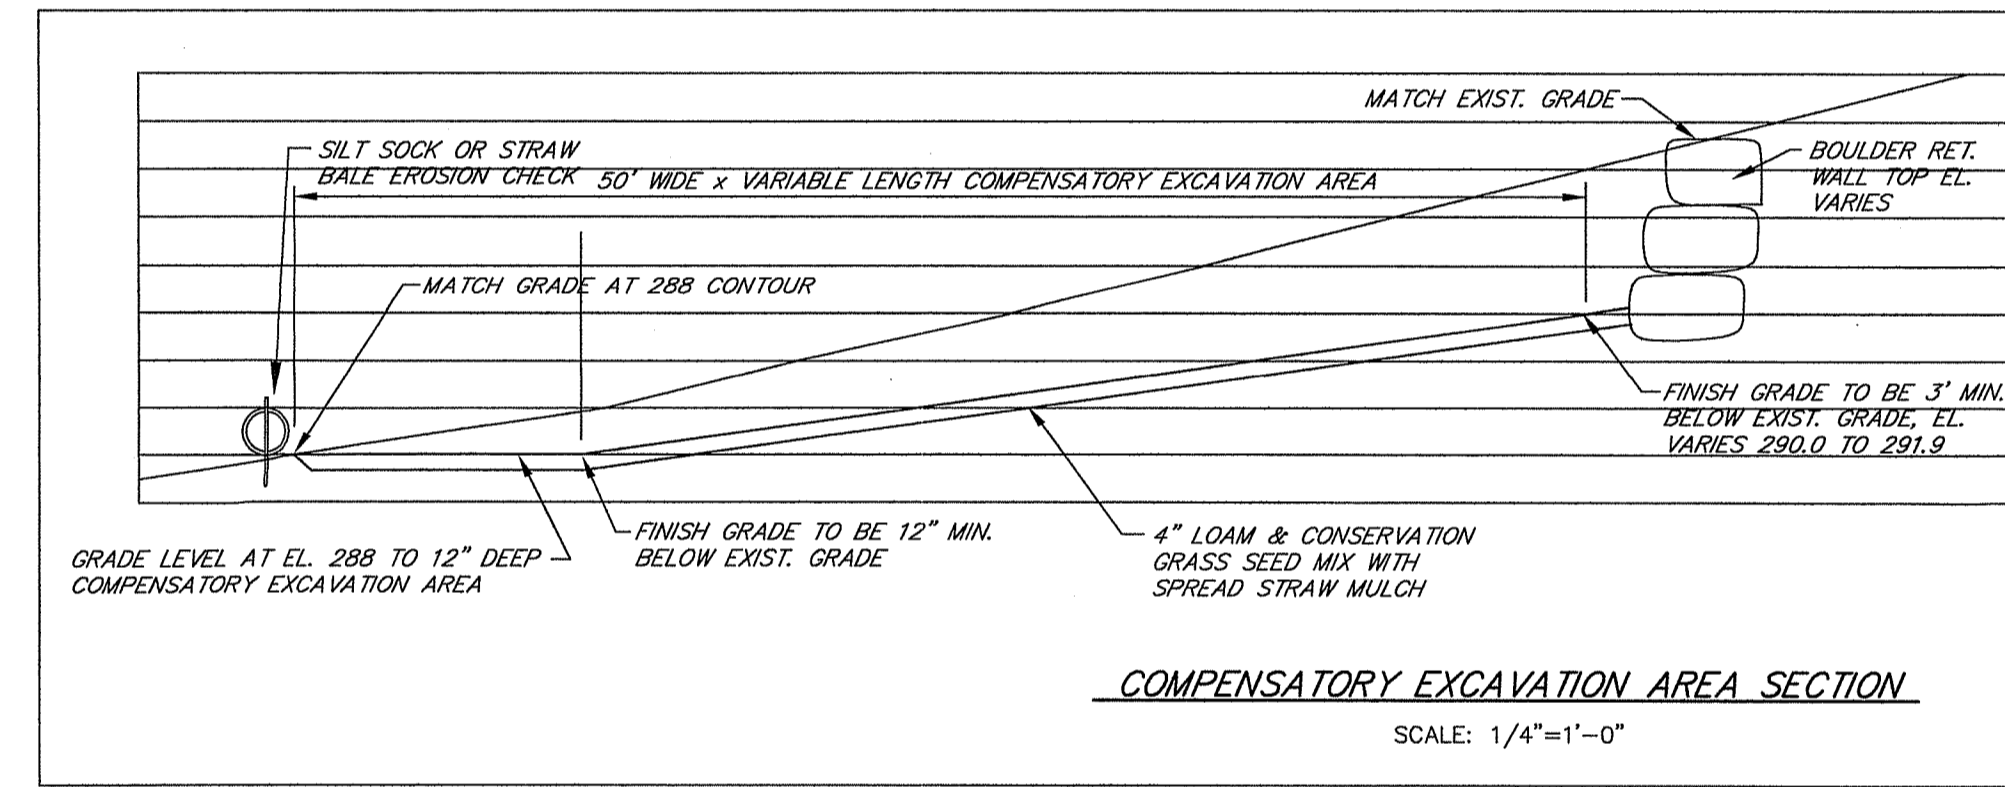 MATCH EXIST. GRADE
SILT SOCK OR STRAW
BALE EROSION CHECK
50' WIDE x VARIABLE LENGTH COMPENSATORY EXCAVATION AREA
BOULDER RET.
WALL TOP EL.
VARIES
MATCH GRADE AT 288 CONTOUR
FINISH GRADE TO BE 3' MIN.
BELOW EXIST. GRADE, EL.
VARIES 290.0 TO 291.9
GRADE LEVEL AT EL. 288 TO 12" DEEP
COMPENSATORY EXCAVATION AREA
FINISH GRADE TO BE 12" MIN.
BELOW EXIST. GRADE
4" LOAM & CONSERVATION
GRASS SEED MIX WITH
SPREAD STRAW MULCH
COMPENSATORY EXCAVATION AREA SECTION
SCALE: 1/4"=1'-0"